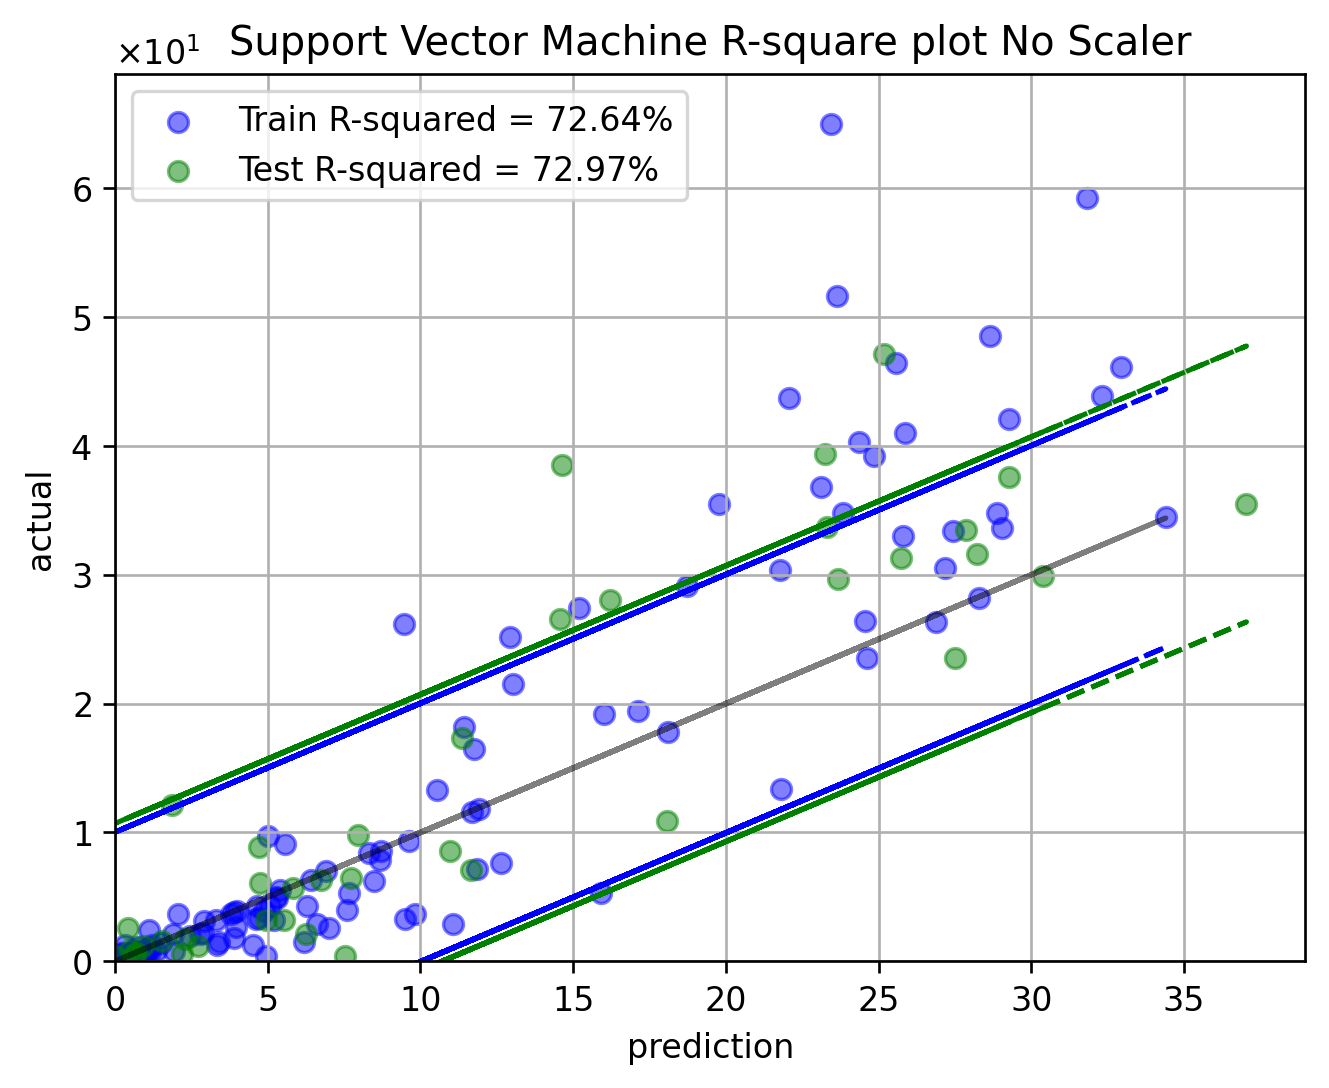 ×10¹ Support Vector Machine R-square plot No Scaler
Train R-squared = 72.64%
Test R-squared = 72.97%
6
5
4
3
2
1
0
actual
0 5 10 15 20 25 30 35
prediction